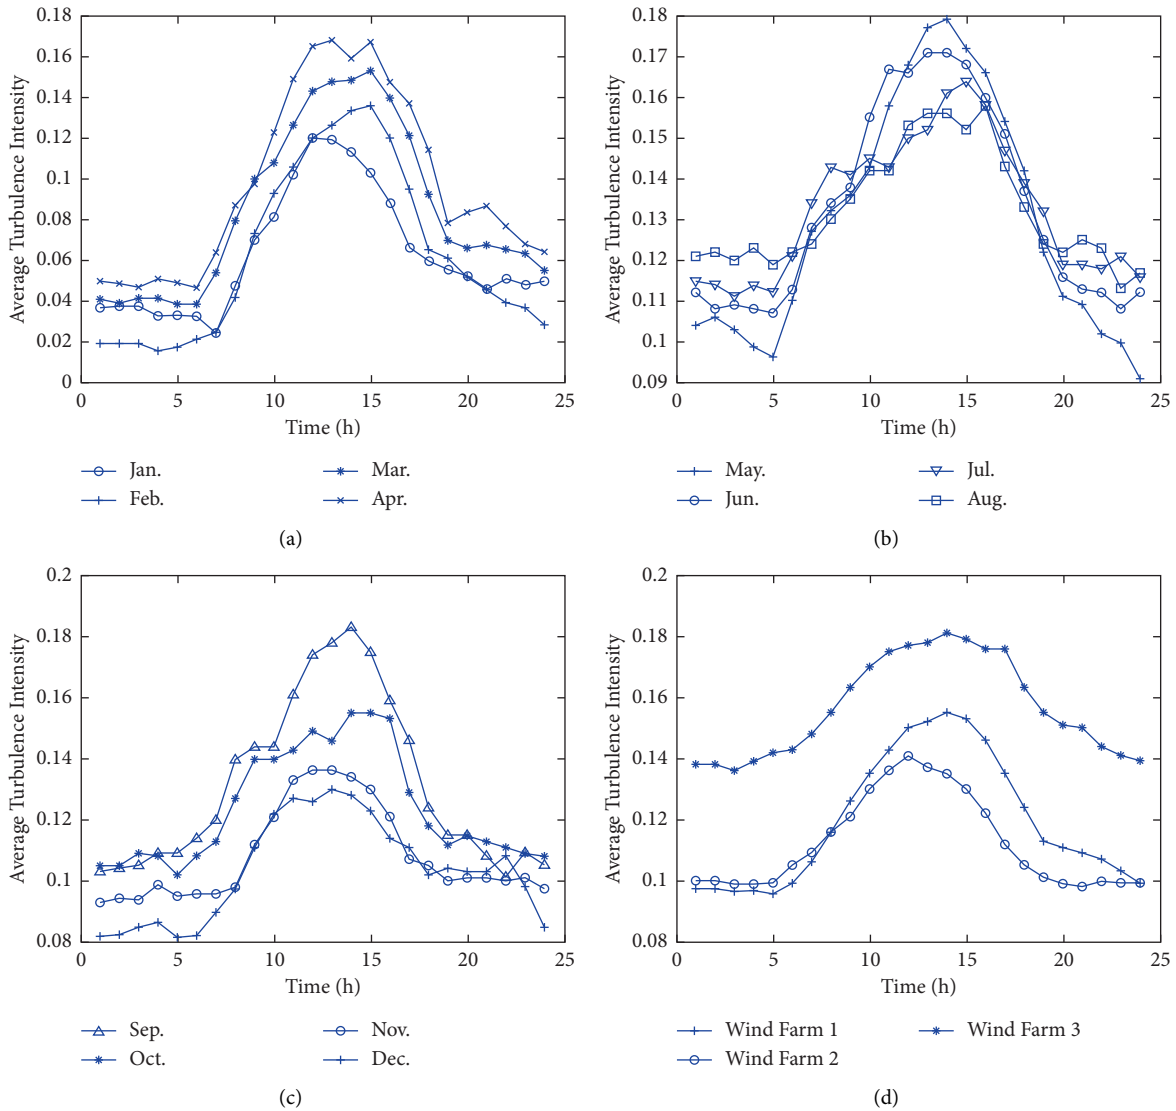 0.18
0.16
0.14
0.12
0.1
0.08
0.06
0.04
0.02
0
Average Turbulence Intensity
0 5 10 15 20 25
Time (h)
Jan.
Feb.
Mar.
Apr.
(a)
0.18
0.17
0.16
0.15
0.14
0.13
0.12
0.11
0.1
0.09
Average Turbulence Intensity
0 5 10 15 20 25
Time (h)
May.
Jun.
Jul.
Aug.
(b)
0.2
0.18
0.16
0.14
0.12
0.1
0.08
Average Turbulence Intensity
0 5 10 15 20 25
Time (h)
Sep.
Oct.
Nov.
Dec.
(c)
0.2
0.18
0.16
0.14
0.12
0.1
0.08
Average Turbulence Intensity
0 5 10 15 20 25
Time (h)
Wind Farm 1
Wind Farm 2
Wind Farm 3
(d)